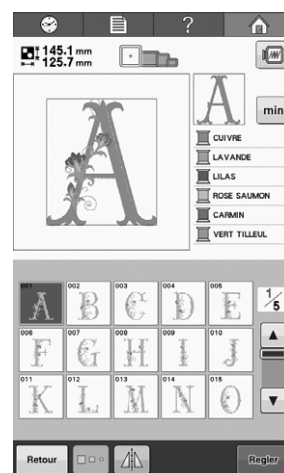 ?
145.1 mm
125.7 mm
A
A
min
CUIVRE
LAVANDE
LILAS
ROSE SAUMON
CARMIN
VERT TILLEUL
001 002 003 004 005
A B C D E
1/5
006 007 008 009 010
F G H I J
011 012 013 014 015
K L M N O
Retour
Regler